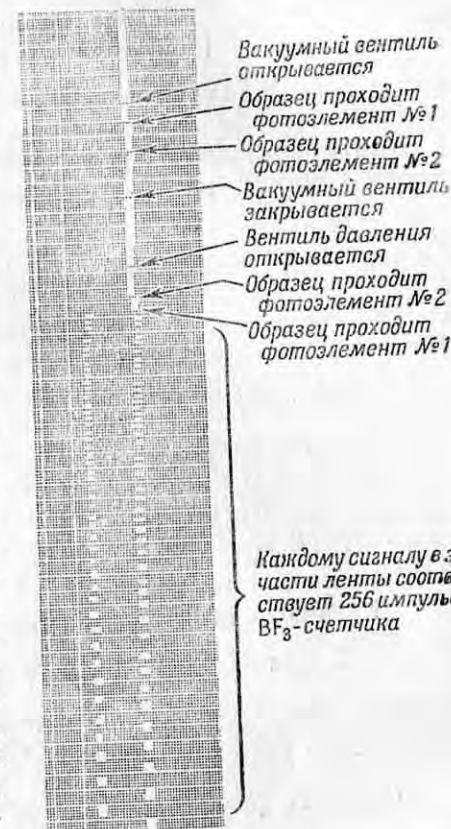 Вакуумный вентиль
открывается
Образец проходит
фотоэлемент №1
Образец проходит
фотоэлемент №2
Вакуумный вентиль
закрывается
Вентиль давления
открывается
Образец проходит
фотоэлемент №2
Образец проходит
фотоэлемент №1
Каждому сигналу в
части ленты
ствует 256
BF₃-счетчика